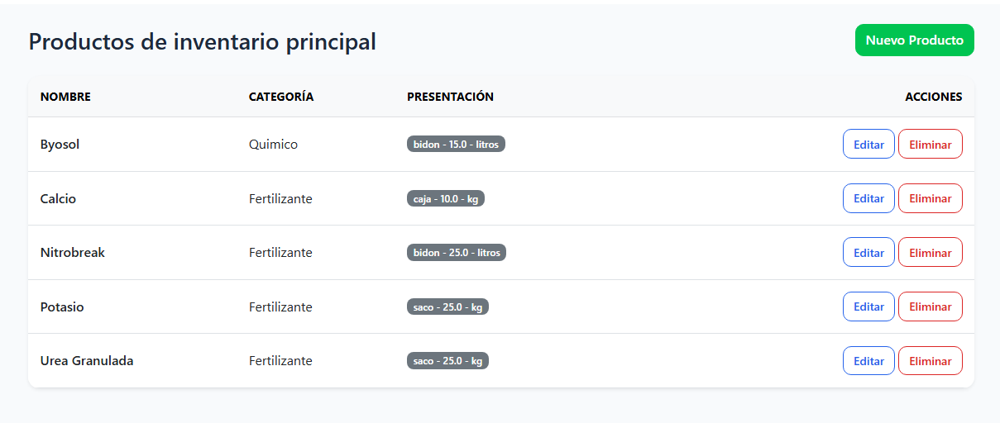 Productos de inventario principal Nuevo Producto
NOMBRE CATEGORÍA PRESENTACIÓN ACCIONES
Byosol Quimico bidon - 15.0 - litros Editar Eliminar
Calcio Fertilizante caja - 10.0 - kg Editar Eliminar
Nitrobreak Fertilizante bidon - 25.0 - litros Editar Eliminar
Potasio Fertilizante saco - 25.0 - kg Editar Eliminar
Urea Granulada Fertilizante saco - 25.0 - kg Editar Eliminar